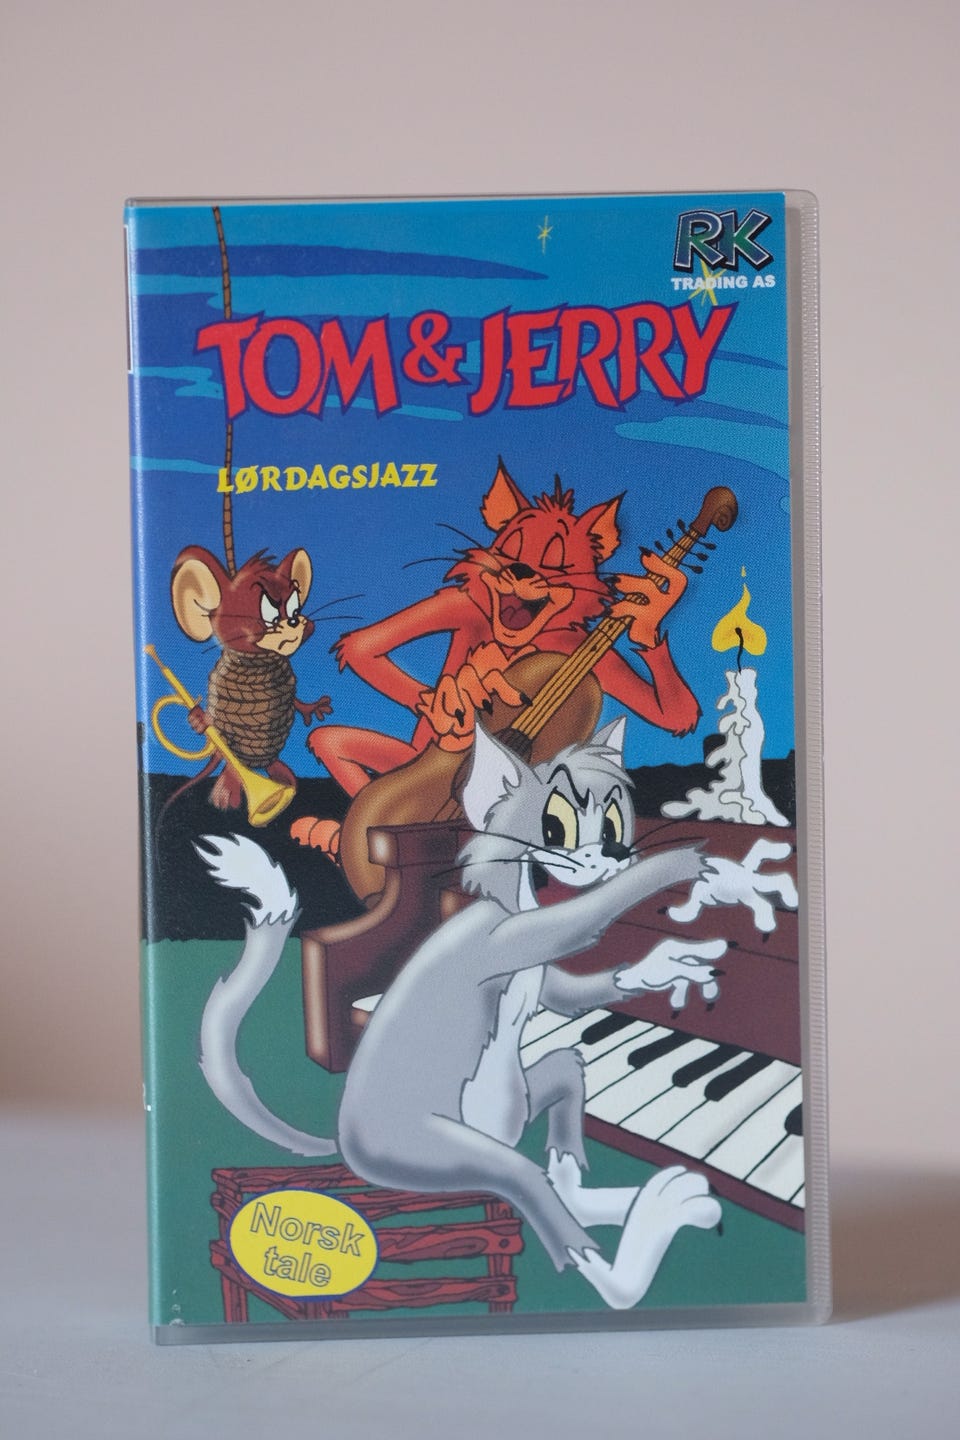 RK
TRADING AS
TOM & JERRY
LØRDAGSJAZZ
Norsk
tale